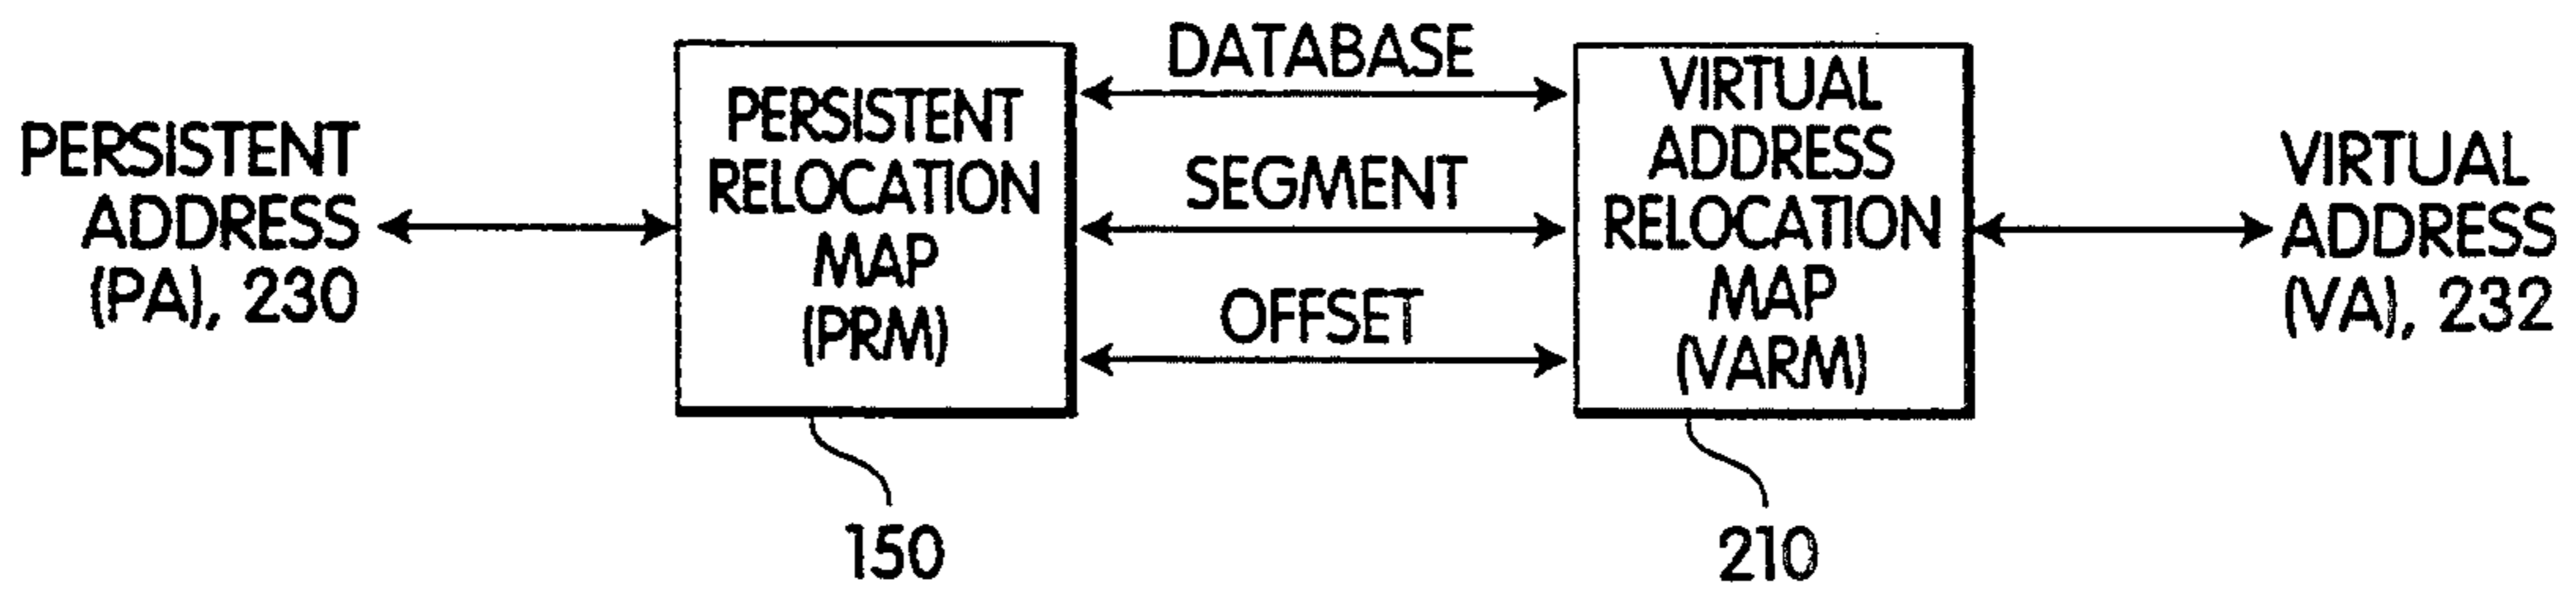 PERSISTENT
ADDRESS
(PA), 230
PERSISTENT
RELOCATION
MAP
(PRM)
150
DATABASE
SEGMENT
OFFSET
VIRTUAL
ADDRESS
RELOCATION
MAP
(VARM)
210
VIRTUAL
ADDRESS
(VA), 232